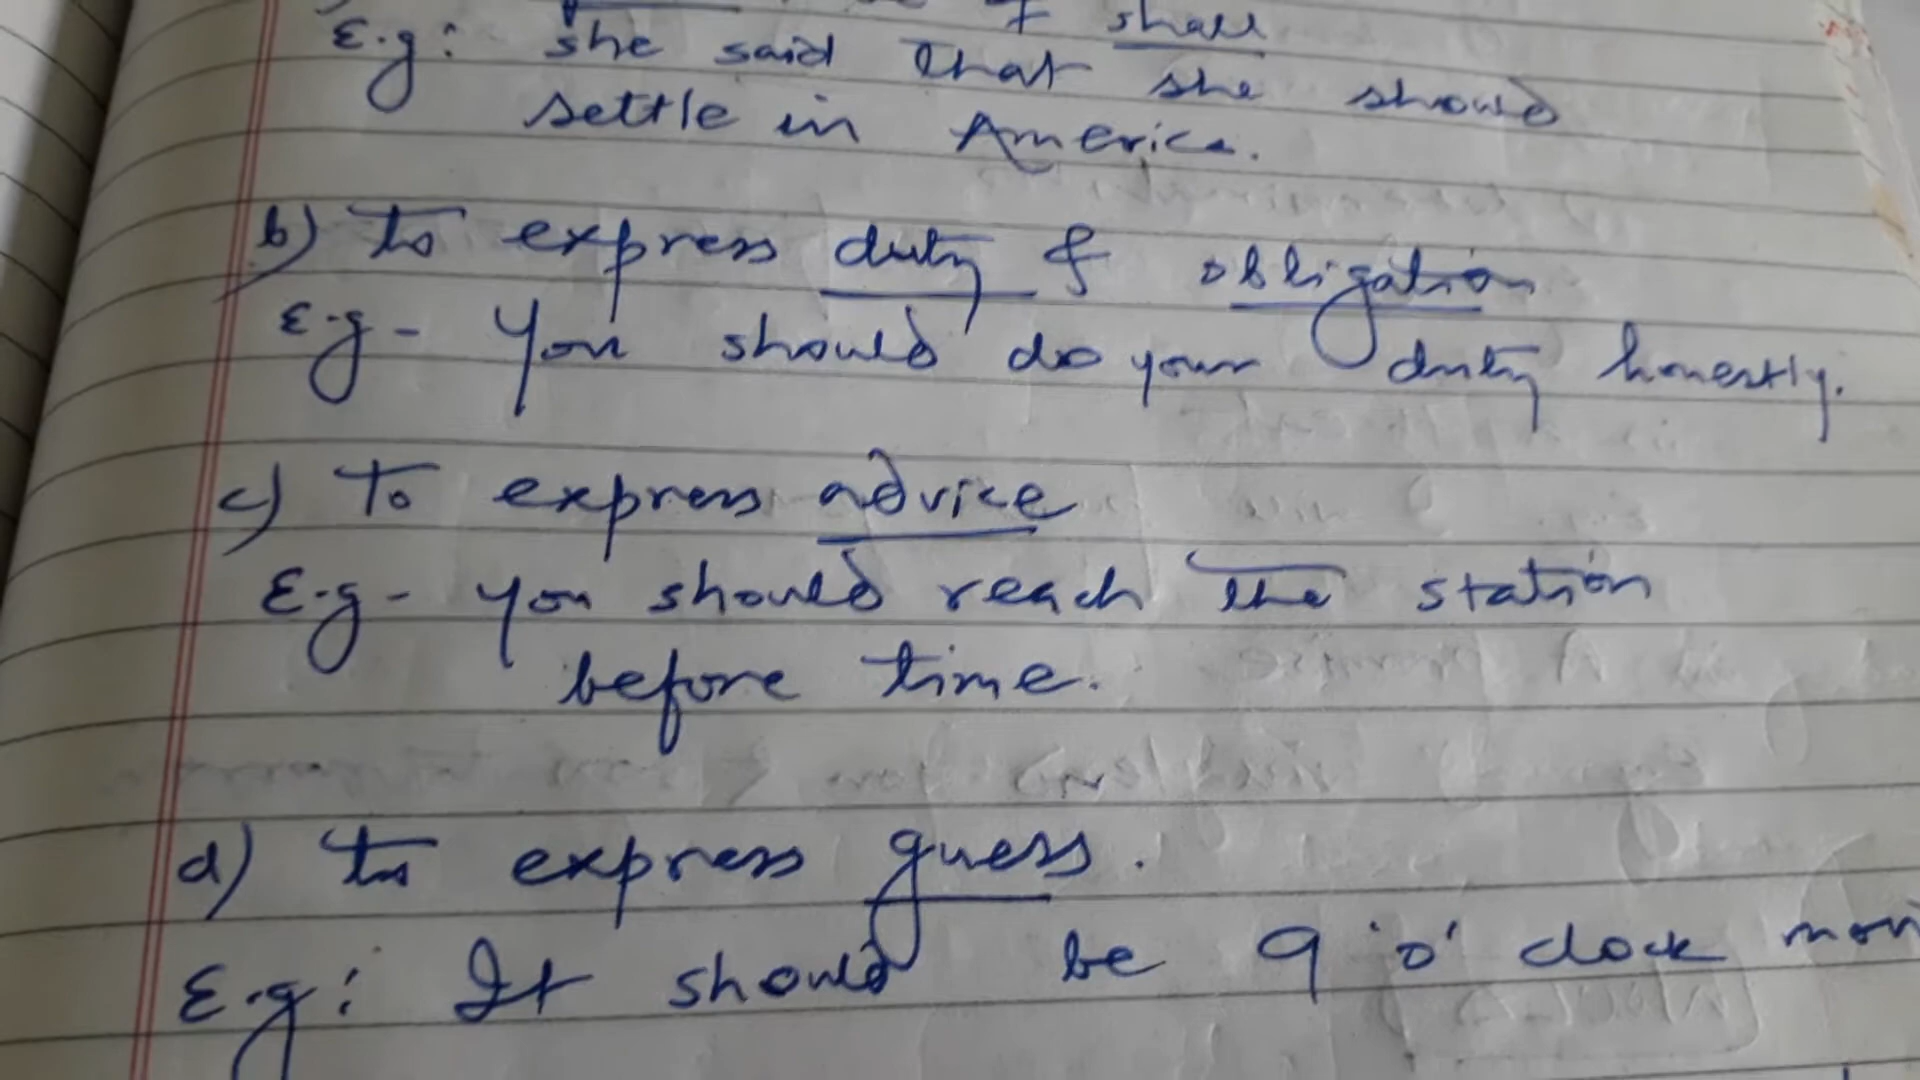 shall
E.g: she said that she should
settle in America.
b) To express duty & obligation
E.g - You should do your duty honestly.
c) To express advice
E.g - you should reach the station
before time.
d) To express guess.
E.g: It should be 9 'o' clock